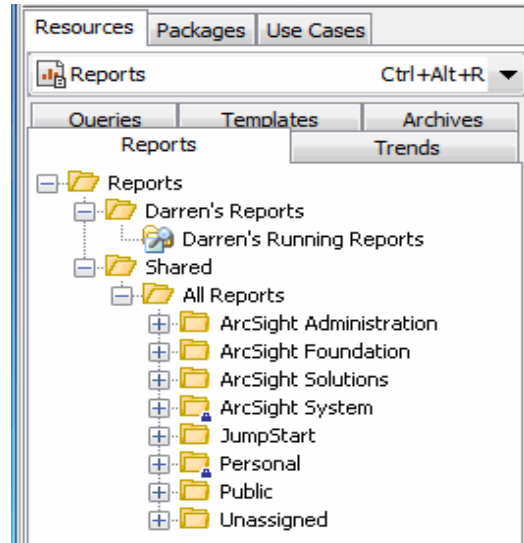 Resources Packages Use Cases
Reports Ctrl+Alt+R
Queries Templates Archives
Reports Trends
Reports
Darren's Reports
Darren's Running Reports
Shared
All Reports
ArcSight Administration
ArcSight Foundation
ArcSight Solutions
ArcSight System
JumpStart
Personal
Public
Unassigned